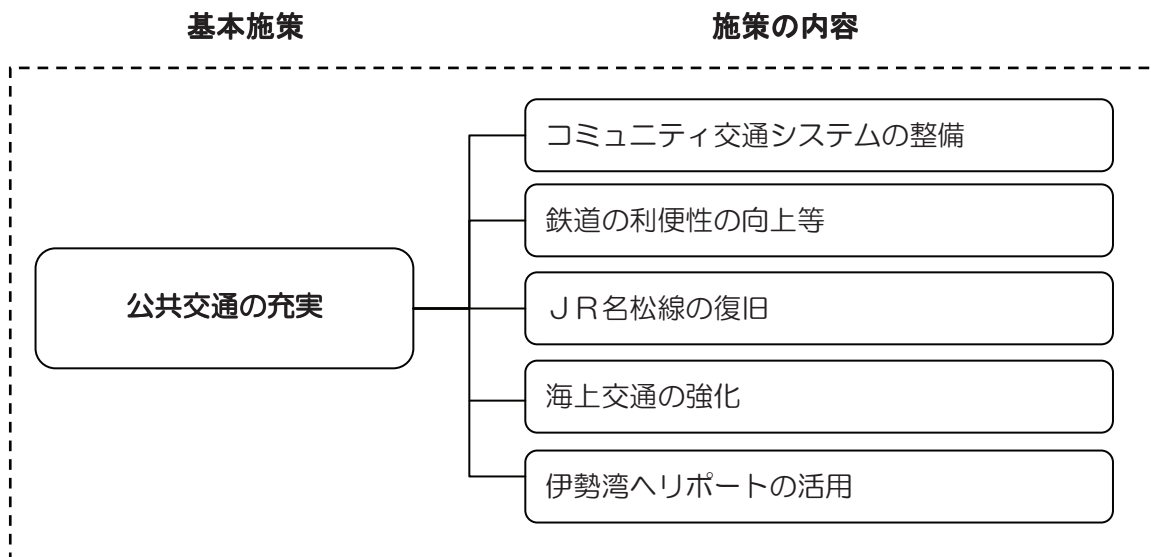 基本施策
施策の内容
コミュニティ交通システムの整備
鉄道の利便性の向上等
公共交通の充実
ＪＲ名松線の復旧
海上交通の強化
伊勢湾ヘリポートの活用